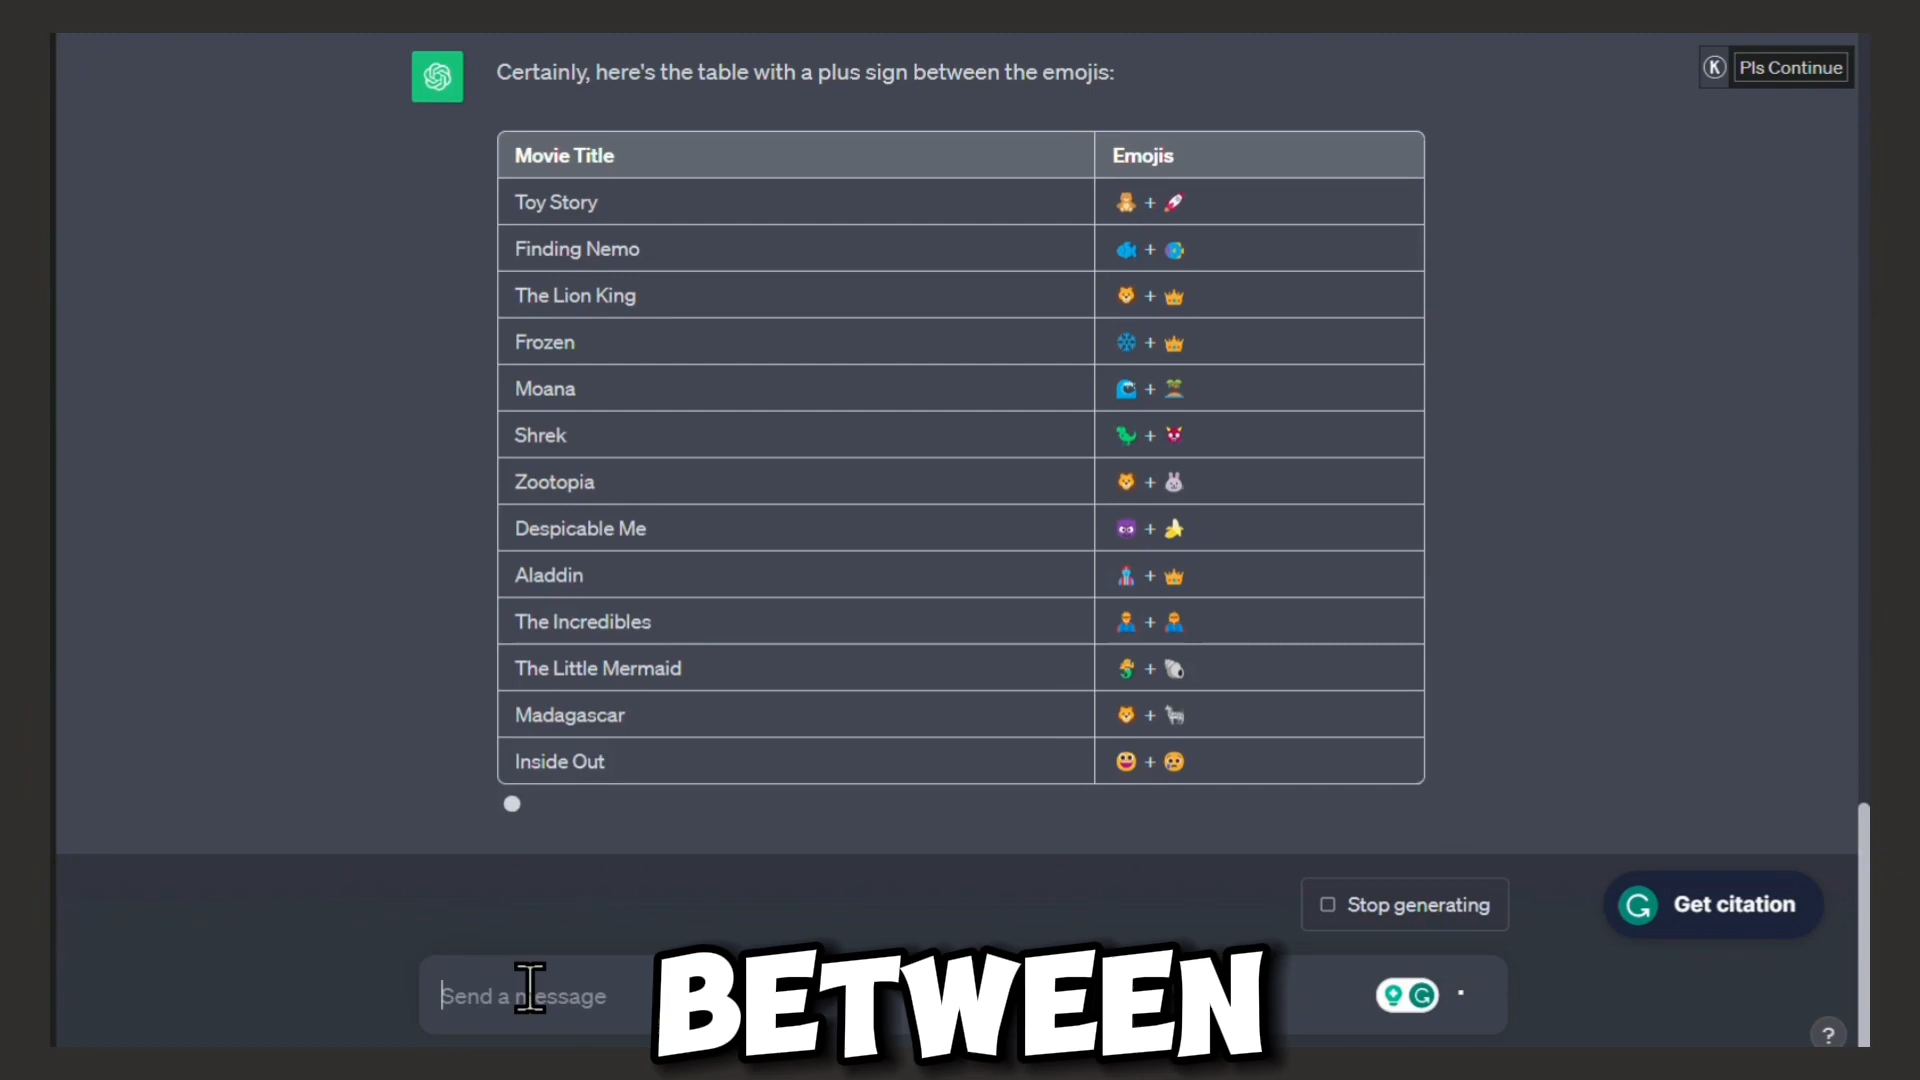 Certainly, here's the table with a plus sign between the emojis:
K Pls Continue
Movie Title Emojis
Toy Story 🧸 + 🚀
Finding Nemo 🐟 + 🐠
The Lion King 🦁 + 👑
Frozen ❄️ + 👑
Moana 🌊 + 🏝️
Shrek 🦎 + 👹
Zootopia 🦁 + 🐰
Despicable Me 😈 + 🍌
Aladdin 🧞 + 👑
The Incredibles 🦸 + 🦸
The Little Mermaid 🧜‍♀️ + 🐚
Madagascar 🦁 + 🦓
Inside Out 😃 + 😢
Stop generating
Get citation
Send a message
BETWEEN
?